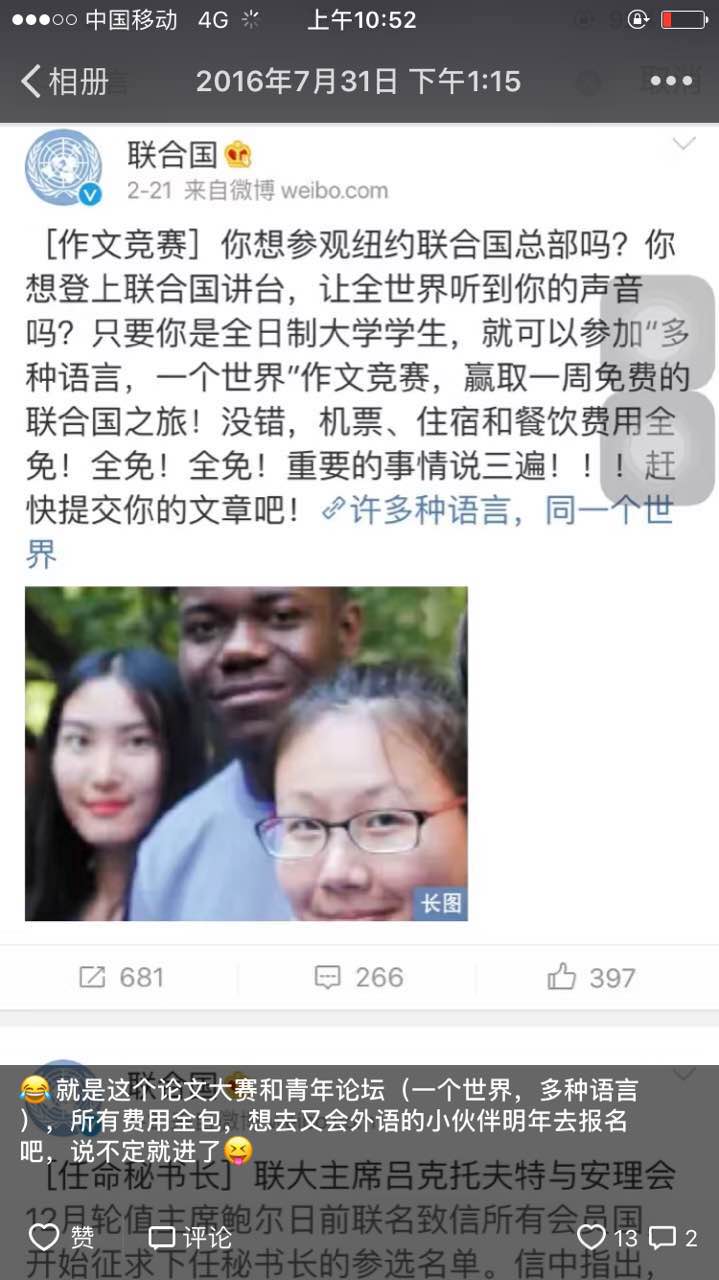 中国移动 4G 上午10:52
相册 2016年7月31日 下午1:15
联合国
2-21 来自微博 weibo.com
［作文竞赛］你想参观纽约联合国总部吗？你
想登上联合国讲台，让全世界听到你的声音
吗？只要你是全日制大学学生，就可以参加“多
种语言，一个世界”作文竞赛，赢取一周免费的
联合国之旅！没错，机票、住宿和餐饮费用全
免！全免！全免！重要的事情说三遍！！！赶
快提交你的文章吧！许多种语言，同一个世
界
长图
681 266 397
联合国
😂就是这个论文大赛和青年论坛（一个世界，多种语言
），所有费用全包，想去又会外语的小伙伴明年去报名
吧，说不定就进了😝
［任命秘书长］联大主席吕克托夫特与安理会
12月轮值主席鲍尔日前联名致信所有会员国
赞 评论 13 2
开始征求下任秘书长的参选名单。信中指出，